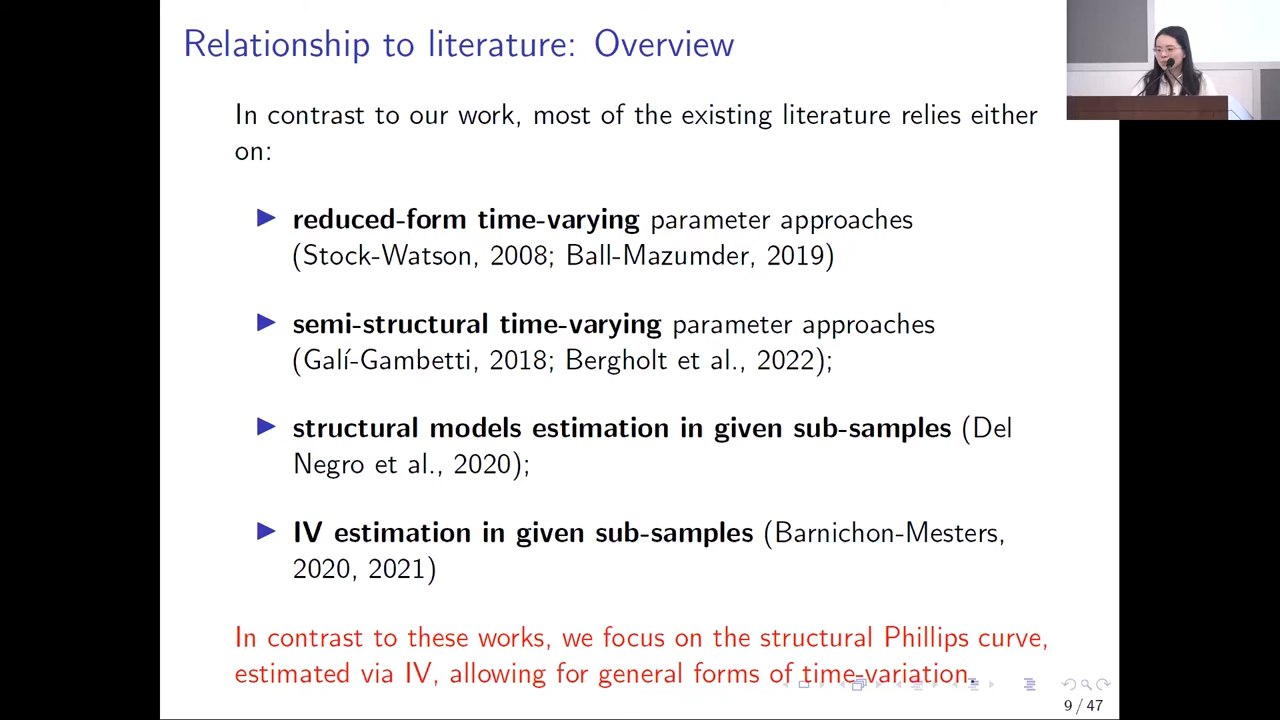 Relationship to literature: Overview
In contrast to our work, most of the existing literature relies either
on:
reduced-form time-varying parameter approaches
(Stock-Watson, 2008; Ball-Mazumder, 2019)
semi-structural time-varying parameter approaches
(Galí-Gambetti, 2018; Bergholt et al., 2022);
structural models estimation in given sub-samples (Del
Negro et al., 2020);
IV estimation in given sub-samples (Barnichon-Mesters,
2020, 2021)
In contrast to these works, we focus on the structural Phillips curve,
estimated via IV, allowing for general forms of time-variation.
9 / 47